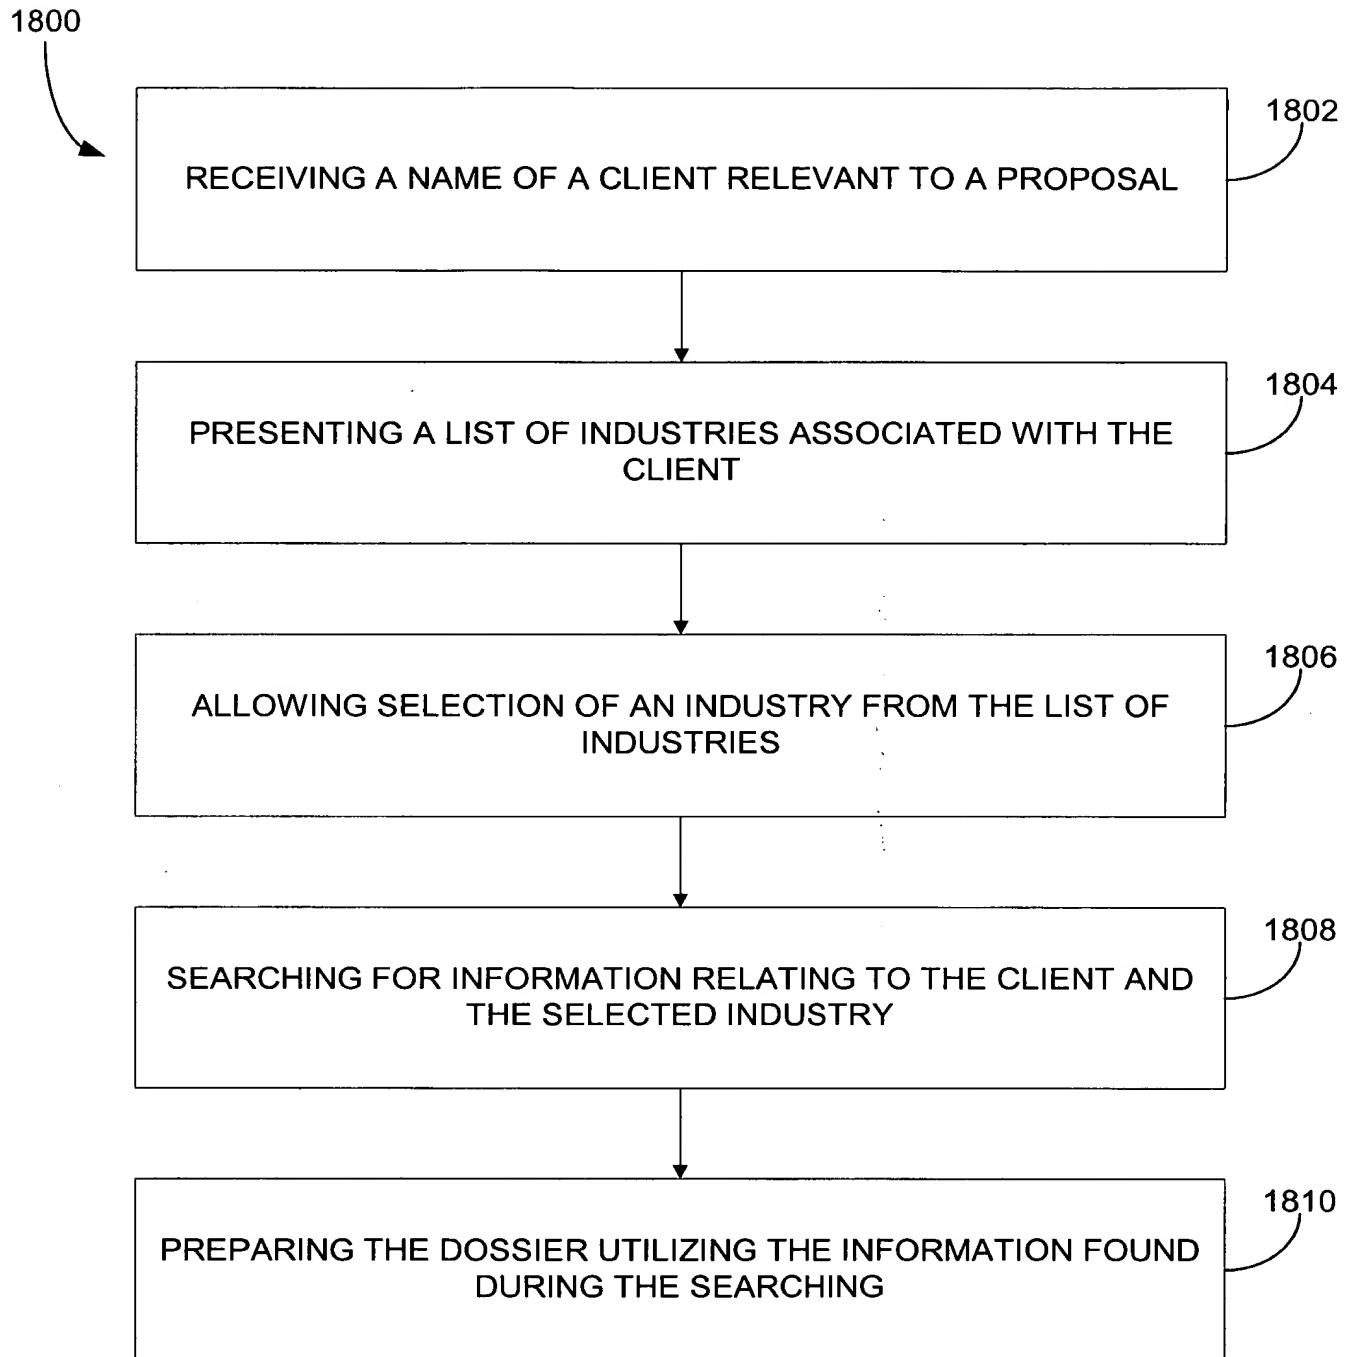 1800
1802
RECEIVING A NAME OF A CLIENT RELEVANT TO A PROPOSAL
1804
PRESENTING A LIST OF INDUSTRIES ASSOCIATED WITH THE
CLIENT
1806
ALLOWING SELECTION OF AN INDUSTRY FROM THE LIST OF
INDUSTRIES
1808
SEARCHING FOR INFORMATION RELATING TO THE CLIENT AND
THE SELECTED INDUSTRY
1810
PREPARING THE DOSSIER UTILIZING THE INFORMATION FOUND
DURING THE SEARCHING